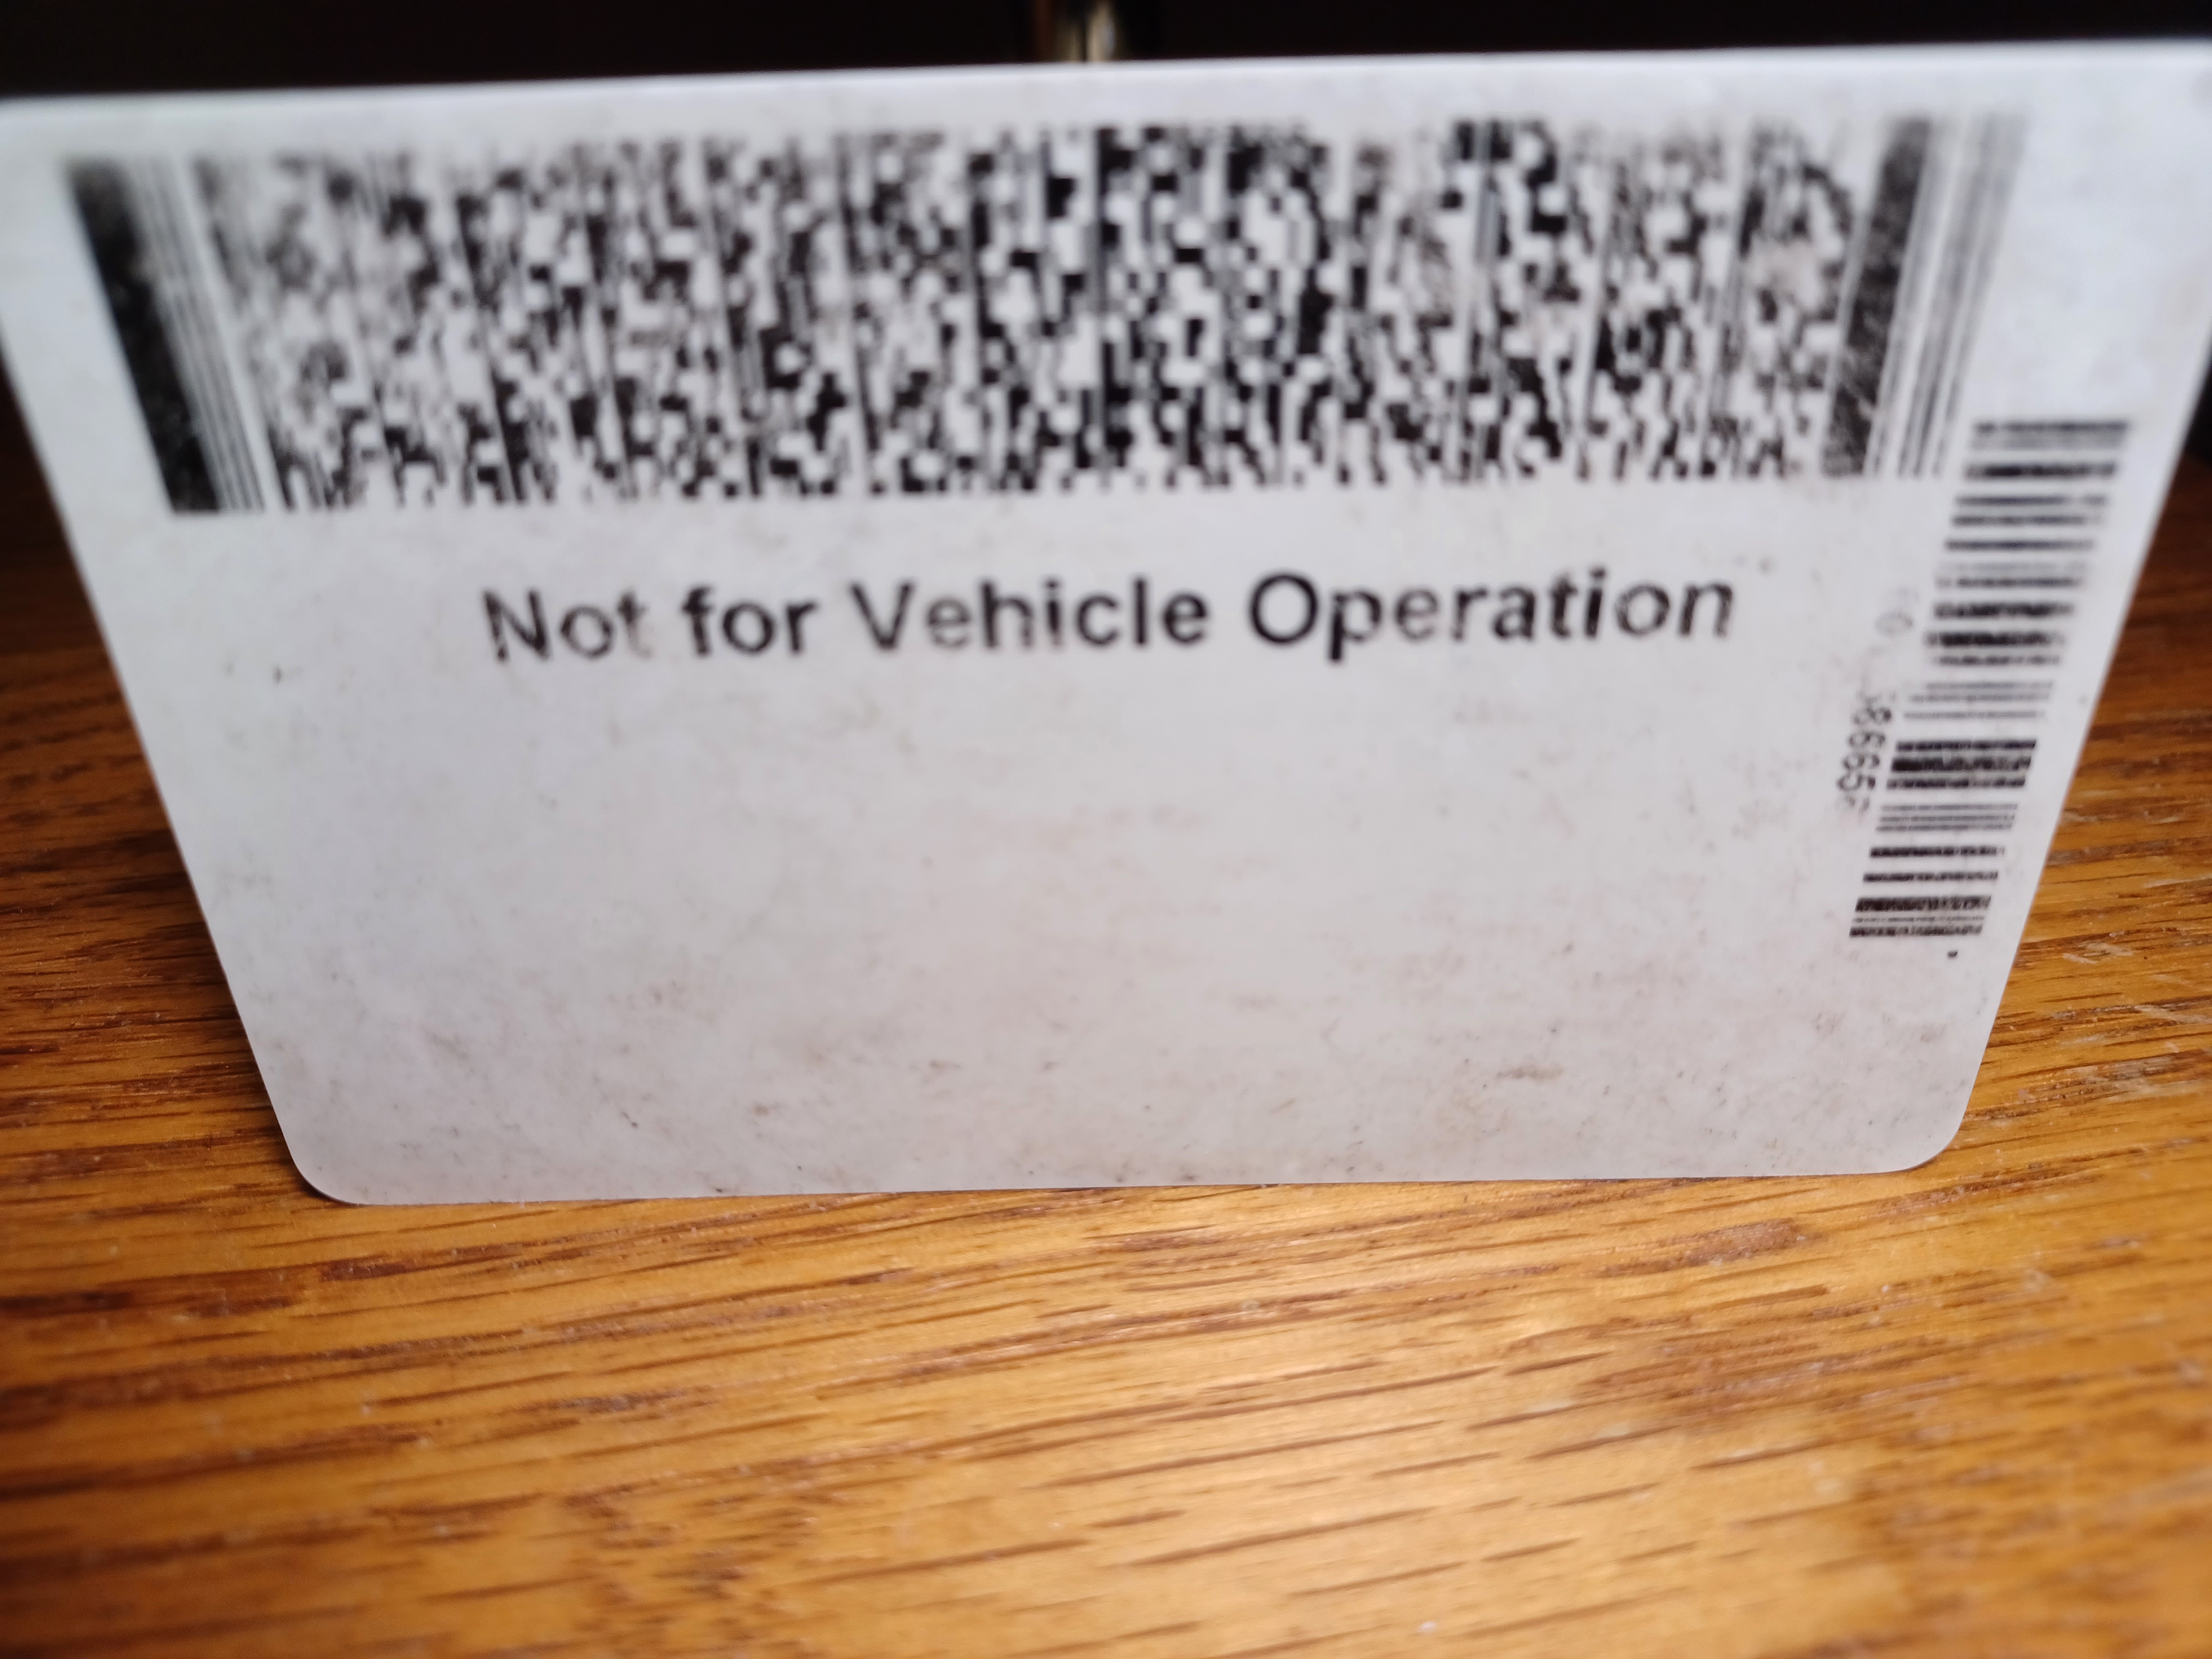 Not for Vehicle Operation